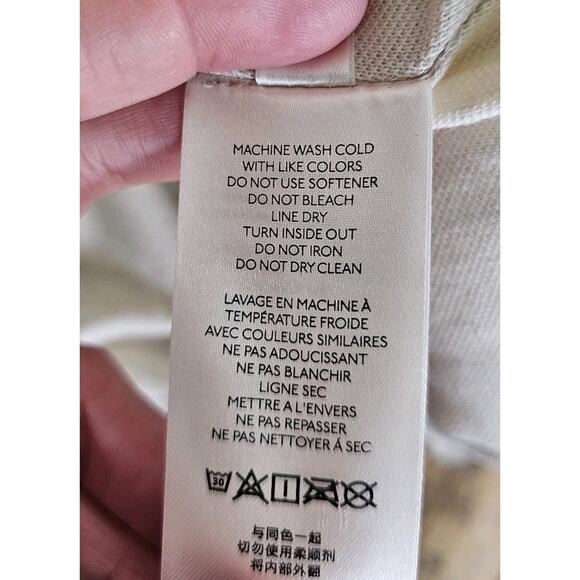 MACHINE WASH COLD
WITH LIKE COLORS
DO NOT USE SOFTENER
DO NOT BLEACH
LINE DRY
TURN INSIDE OUT
DO NOT IRON
DO NOT DRY CLEAN
LAVAGE EN MACHINE À
TEMPÉRATURE FROIDE
AVEC COULEURS SIMILAIRES
NE PAS ADOUCISSANT
NE PAS BLANCHIR
LIGNE SEC
METTRE A L'ENVERS
NE PAS REPASSER
NE PAS NETTOYER Á SEC
30
与同色一起
切勿使用柔顺剂
将内部外翻